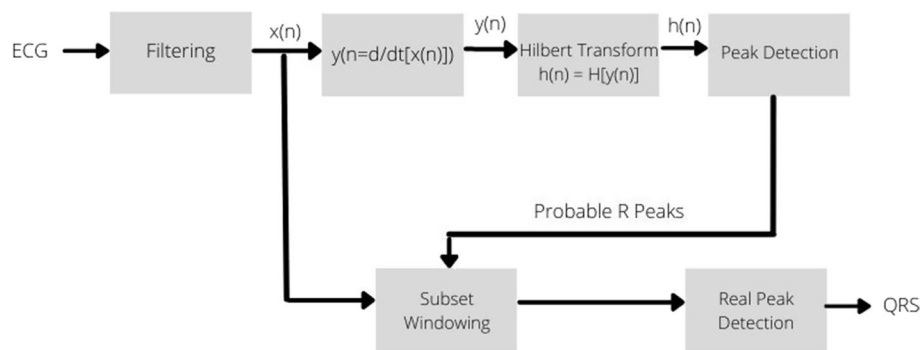 ECG
Filtering
x(n)
y(n=d/dt[x(n)])
y(n)
Hilbert Transform
h(n) = H[y(n)]
h(n)
Peak Detection
Probable R Peaks
Subset
Windowing
Real Peak
Detection
QRS